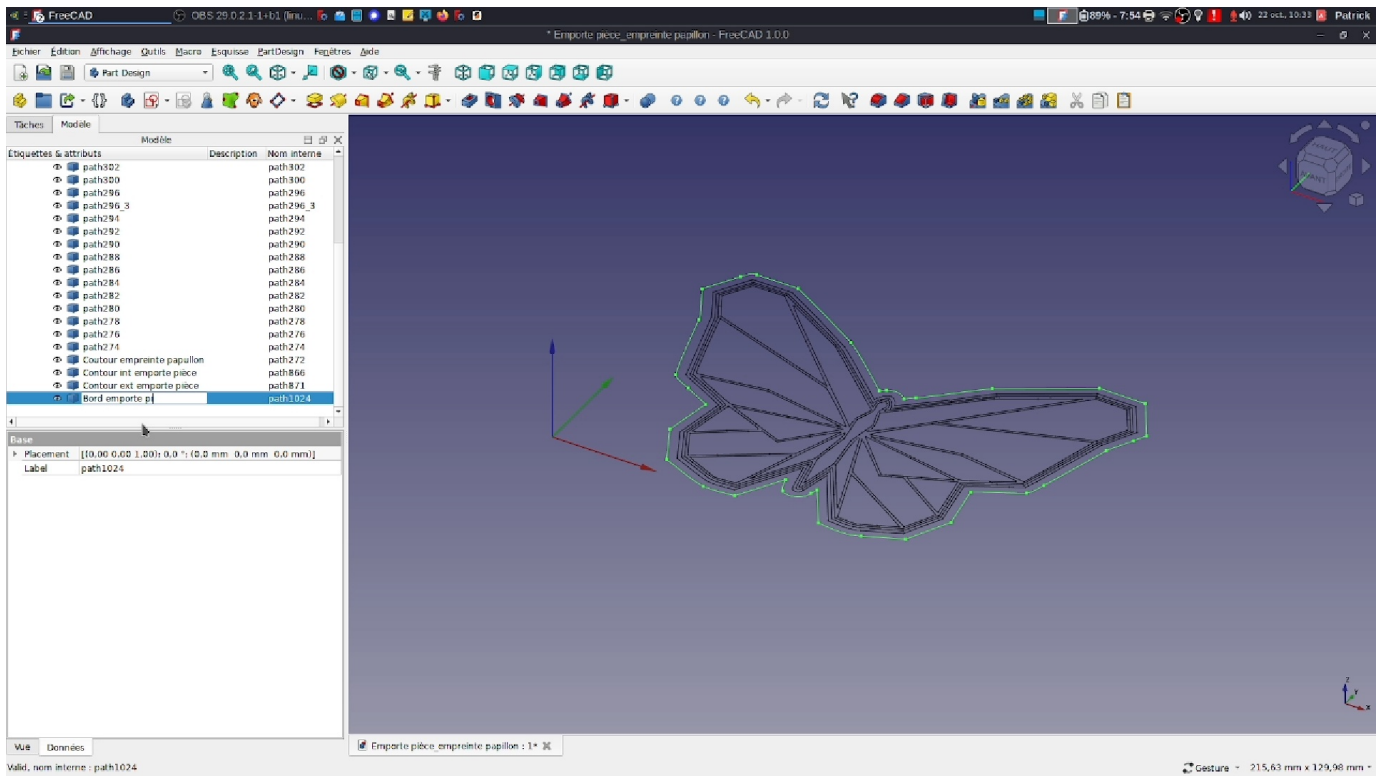 FreeCAD
OBS 29.0.2.1-1+b1 (linu...
89% - 7:54
22 oct., 10:33
Patrick
* Emporte pièce_empreinte papillon - FreeCAD 1.0.0
Fichier Édition Affichage Outils Macro Esquisse PartDesign Fenêtres Aide
Part Design
Tâches Modèle
Modèle
Étiquettes & attributs Description Nom interne
path302 path302
path300 path300
path296 path296
path296_3 path296_3
path294 path294
path292 path292
path290 path290
path288 path288
path286 path286
path284 path284
path282 path282
path280 path280
path278 path278
path276 path276
path274 path274
Coutour empreinte papullon path272
Contour int emporte pièce path866
Contour ext emporte pièce path871
Bord emporte pi path1024
Base
Placement [(0,00 0,00 1,00); 0,0 °; (0,0 mm 0,0 mm 0,0 mm)]
Label path1024
HAUT
AVANT
z
y
x
Vue Données
Emporte pièce_empreinte papillon : 1*
Valid, nom interne : path1024
Gesture
215,63 mm x 129,98 mm